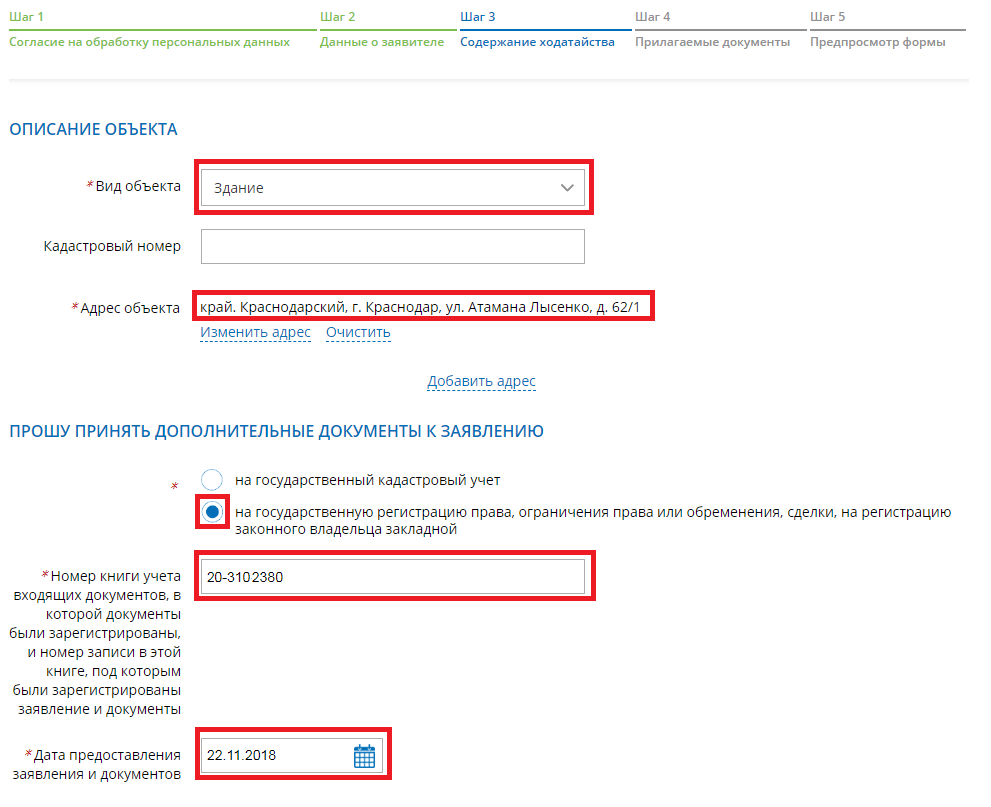 Шаг 1
Согласие на обработку персональных данных
Шаг 2
Данные о заявителе
Шаг 3
Содержание ходатайства
Шаг 4
Прилагаемые документы
Шаг 5
Предпросмотр формы
ОПИСАНИЕ ОБЪЕКТА
*Вид объекта
Здание
Кадастровый номер
*Адрес объекта
край. Краснодарский, г. Краснодар, ул. Атамана Лысенко, д. 62/1
Изменить адрес Очистить
Добавить адрес
ПРОШУ ПРИНЯТЬ ДОПОЛНИТЕЛЬНЫЕ ДОКУМЕНТЫ К ЗАЯВЛЕНИЮ
*
на государственный кадастровый учет
на государственную регистрацию права, ограничения права или обременения, сделки, на регистрацию
законного владельца закладной
*Номер книги учета
входящих документов, в
которой документы
были зарегистрированы,
и номер записи в этой
книге, под которым
были зарегистрированы
заявление и документы
20-3102380
*Дата предоставления
заявления и документов
22.11.2018